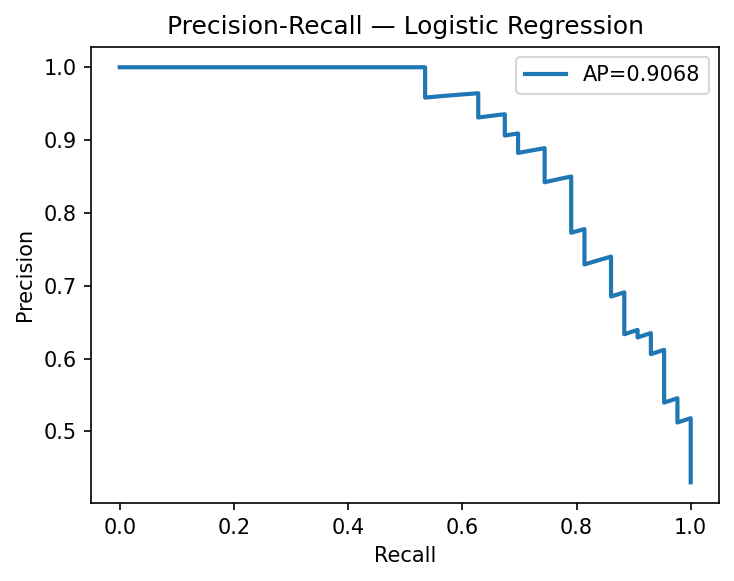 Precision-Recall — Logistic Regression
AP=0.9068
Precision
1.0
0.9
0.8
0.7
0.6
0.5
0.0 0.2 0.4 0.6 0.8 1.0
Recall